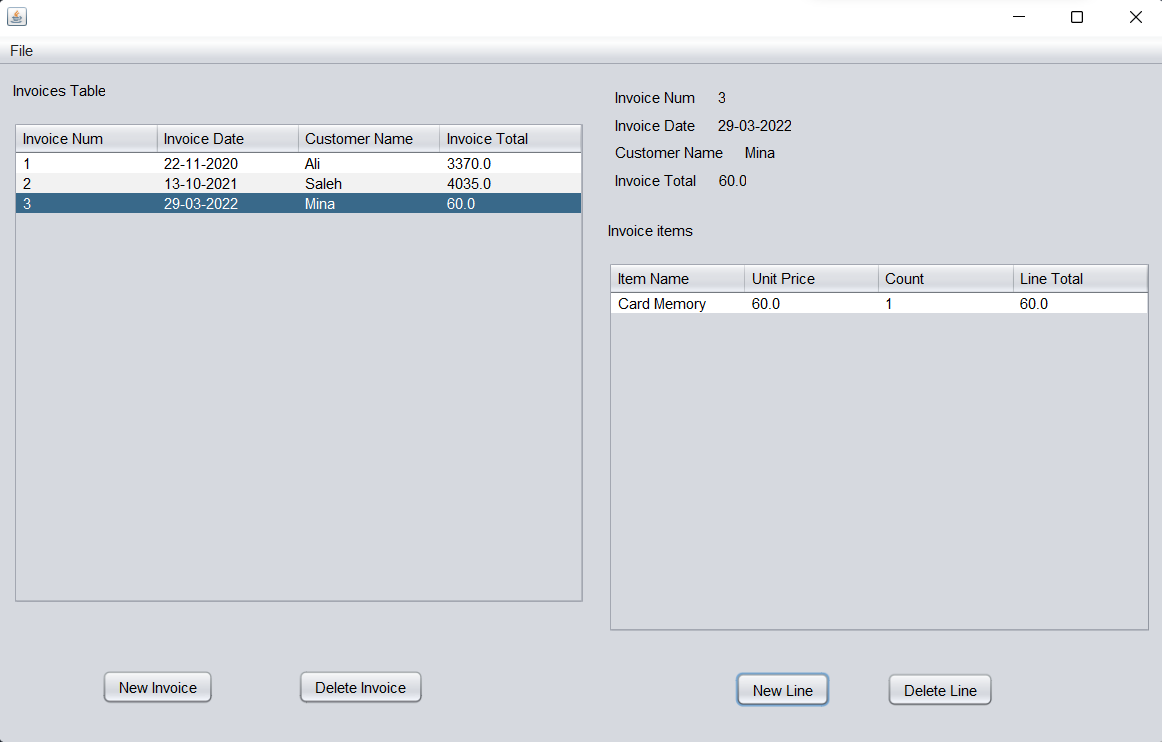 File
Invoices Table
Invoice Num Invoice Date Customer Name Invoice Total
1 22-11-2020 Ali 3370.0
2 13-10-2021 Saleh 4035.0
3 29-03-2022 Mina 60.0
New Invoice Delete Invoice
Invoice Num 3
Invoice Date 29-03-2022
Customer Name Mina
Invoice Total 60.0
Invoice items
Item Name Unit Price Count Line Total
Card Memory 60.0 1 60.0
New Line Delete Line